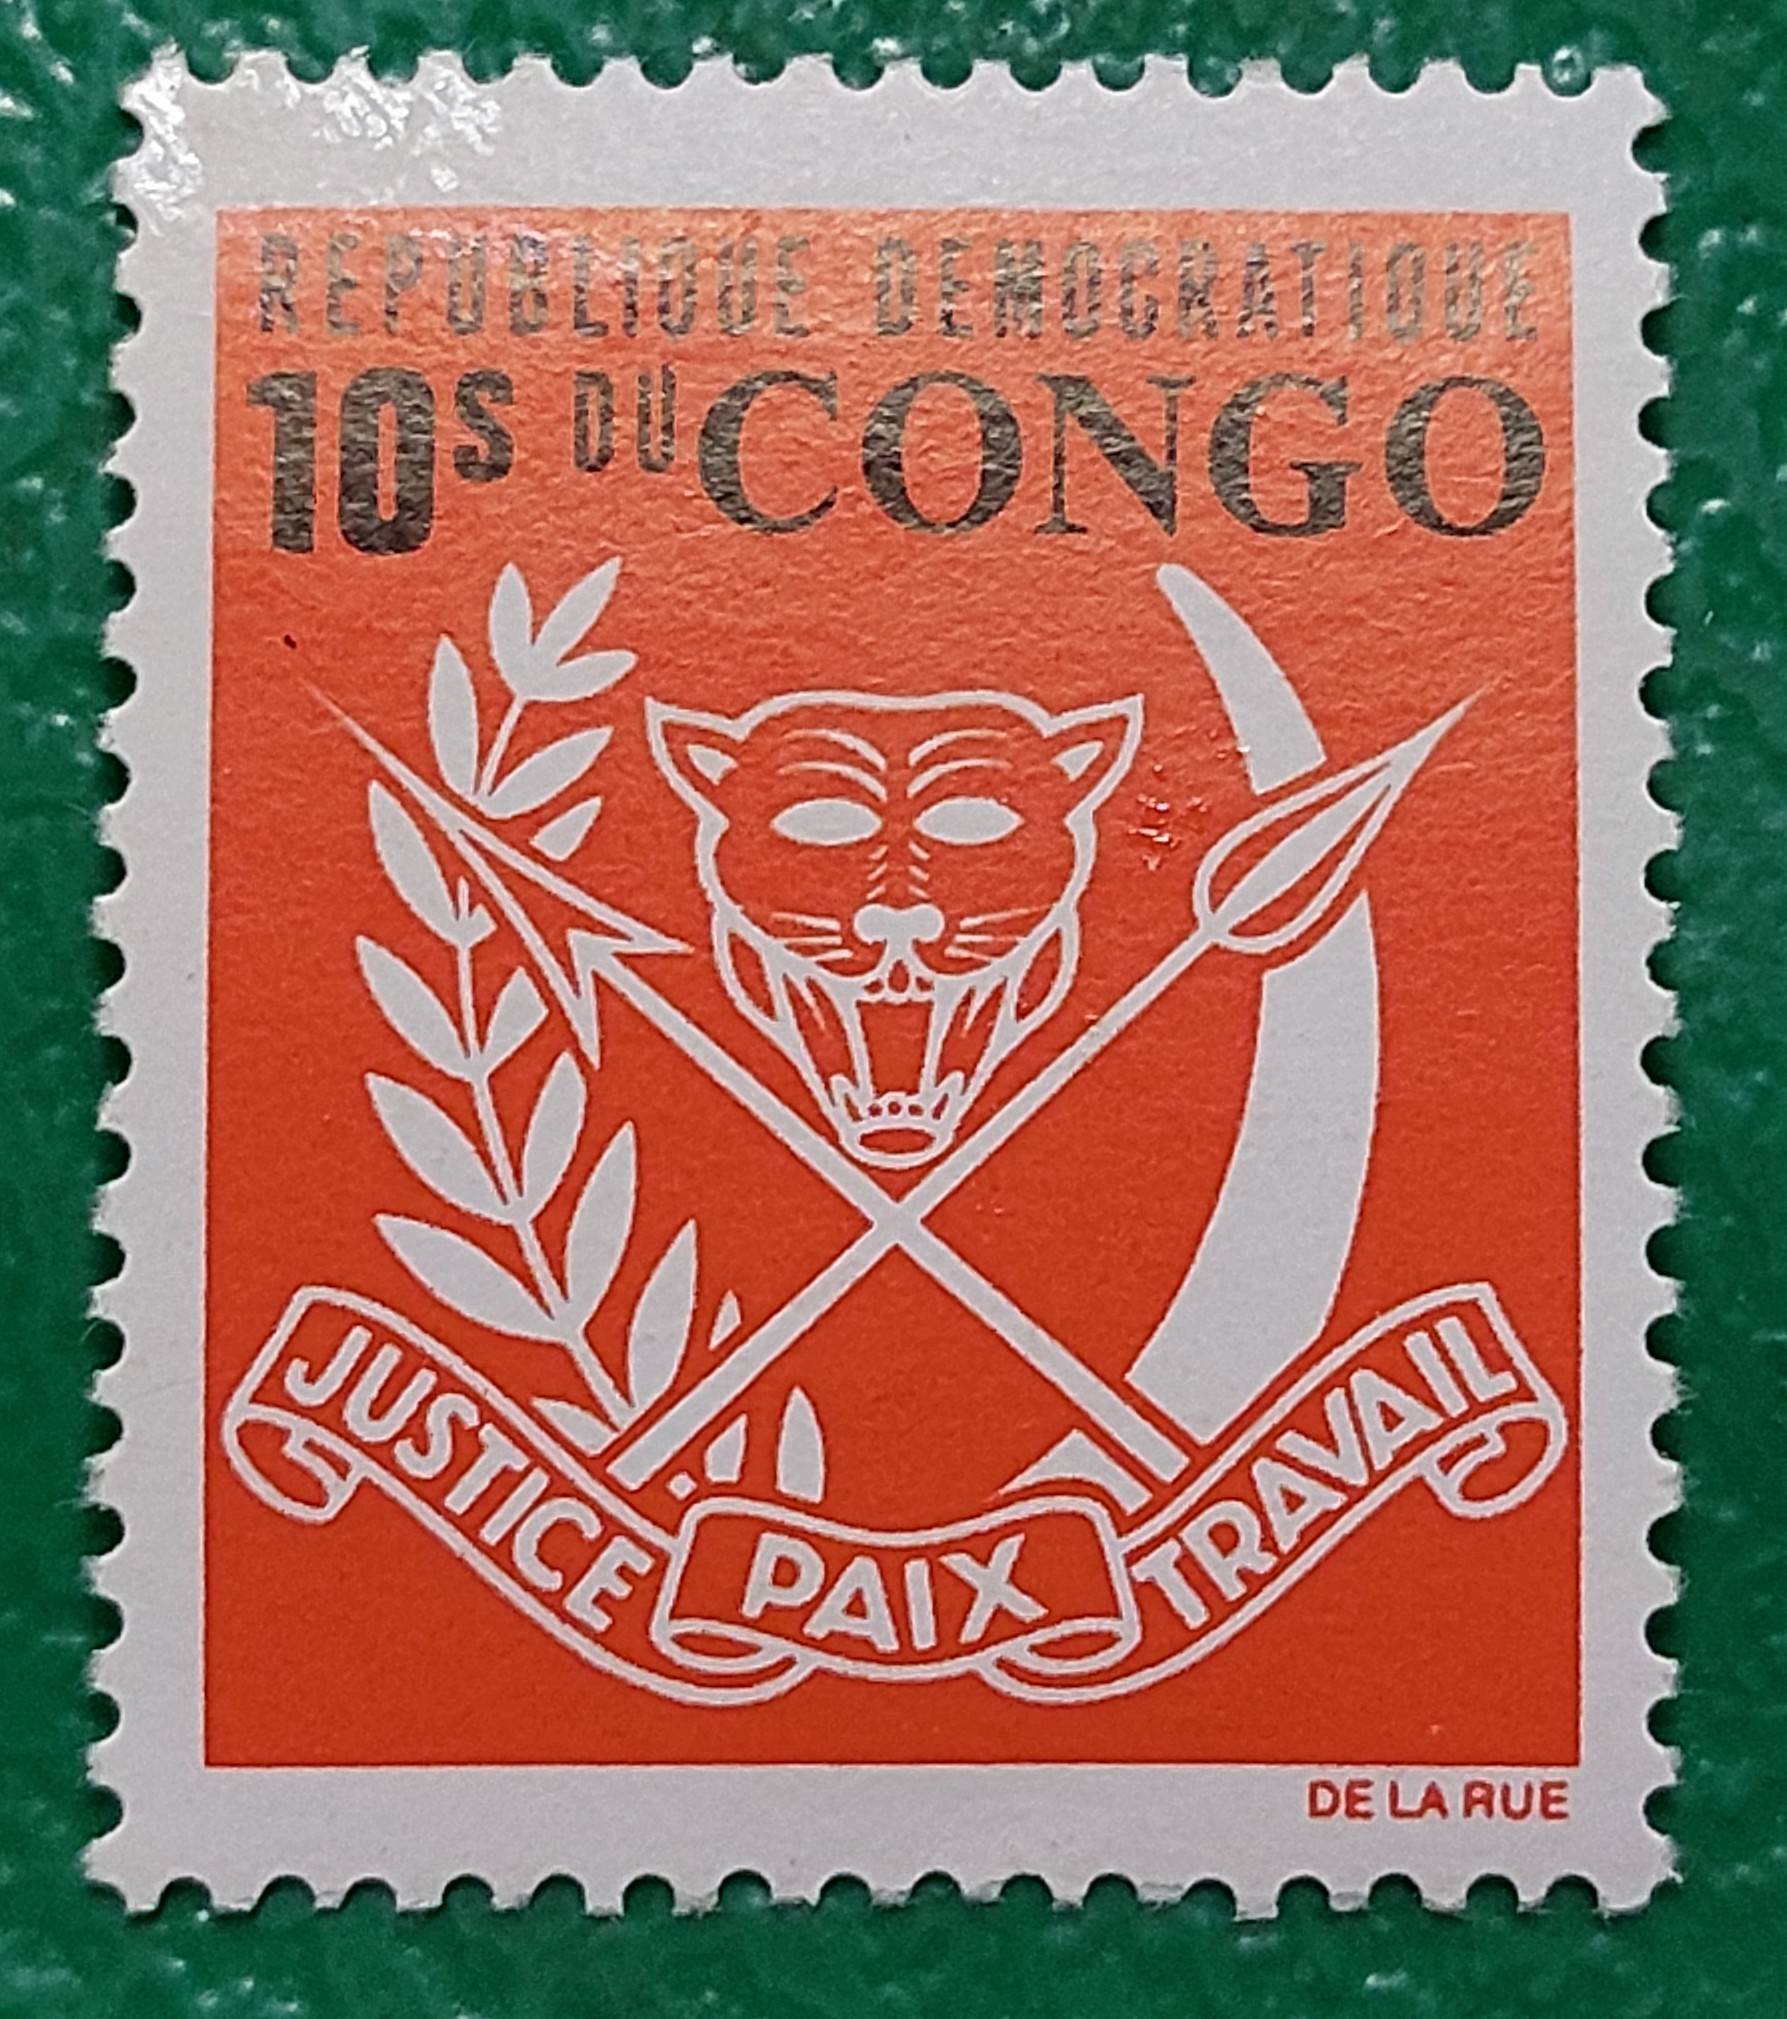 REPUBLIQUE DEMOCRATIQUE
10S DU CONGO
JUSTICE PAIX TRAVAIL
DE LA RUE